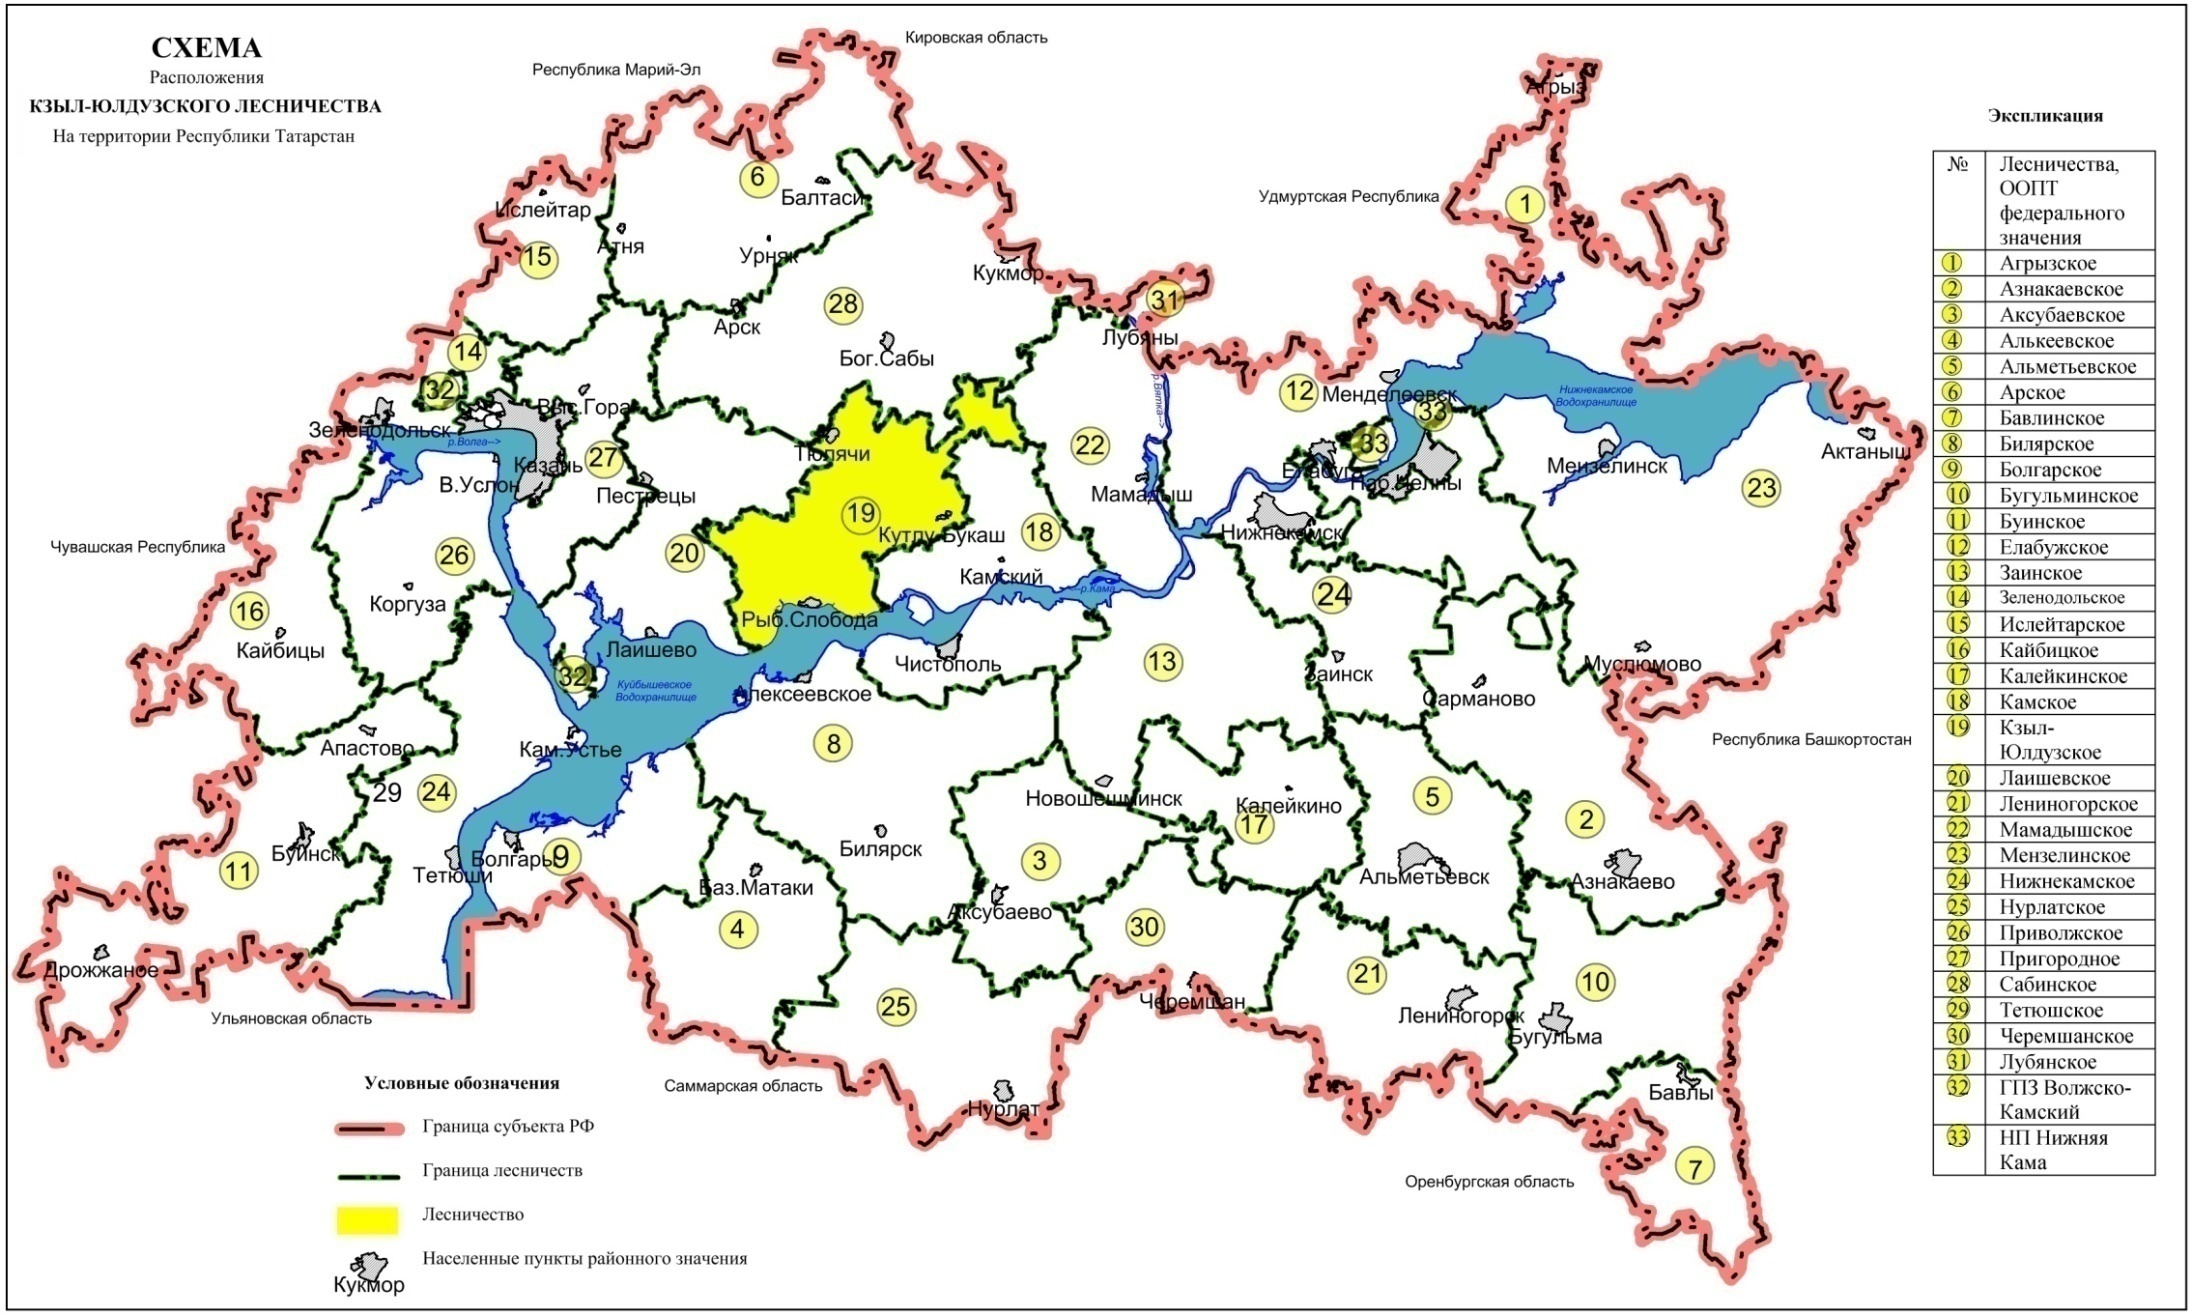 СХЕМА
Расположения
КЗЫЛ-ЮЛДУЗСКОГО ЛЕСНИЧЕСТВА
На территории Республики Татарстан
Кировская область
Республика Марий-Эл
Удмуртская Республика
Чувашская Республика
Республика Башкортостан
Ульяновская область
Саммарская область
Оренбургская область
Агрыз
1
6
Балтаси
Ислейтар
Атня
15
Урняк
Кукмор
28
Арск
31
Лубяны
Бог.Сабы
14
32
12
Менделеевск
33
Нижнекамское
Водохранилище
Выс.Гора
Зеленодольск
р.Волга-->
р.Вятка-->
Тюлячи
22
33
Актаныш
Казань
27
Елабуга
Наб.Челны
Мензелинск
В.Услон
Пестрецы
Мамадыш
23
19
Кутлу-Букаш
18
Нижнекамск
26
20
Камский
<--р.Кама
24
Коргуза
16
Рыб.Слобода
Кайбицы
Лаишево
Чистополь
13
Муслюмово
32
Заинск
Куйбышевское
Водохранилище
Алексеевское
Сарманово
Апастово
Кам.Устье
8
29
24
Новошешминск
Калейкино
5
17
2
Буинск
Билярск
11
Тетюши
Болгары
9
3
Баз.Матаки
Альметьевск
Азнакаево
Аксубаево
4
30
Дрожжаное
21
10
25
Черемшан
Лениногорск
Бугульма
Нурлат
Бавлы
7
Условные обозначения
Граница субъекта РФ
Граница лесничеств
Лесничество
Населенные пункты районного значения
Кукмор
Экспликация
№ Лесничества,
ООПТ
федерального
значения
1 Агрызское
2 Азнакаевское
3 Аксубаевское
4 Алькеевское
5 Альметьевское
6 Арское
7 Бавлинское
8 Билярское
9 Болгарское
10 Бугульминское
11 Буинское
12 Елабужское
13 Заинское
14 Зеленодольское
15 Ислейтарское
16 Кайбицкое
17 Калейкинское
18 Камское
19 Кзыл-
Юлдузское
20 Лаишевское
21 Лениногорское
22 Мамадышское
23 Мензелинское
24 Нижнекамское
25 Нурлатское
26 Приволжское
27 Пригородное
28 Сабинское
29 Тетюшское
30 Черемшанское
31 Лубянское
32 ГПЗ Волжско-
Камский
33 НП Нижняя
Кама